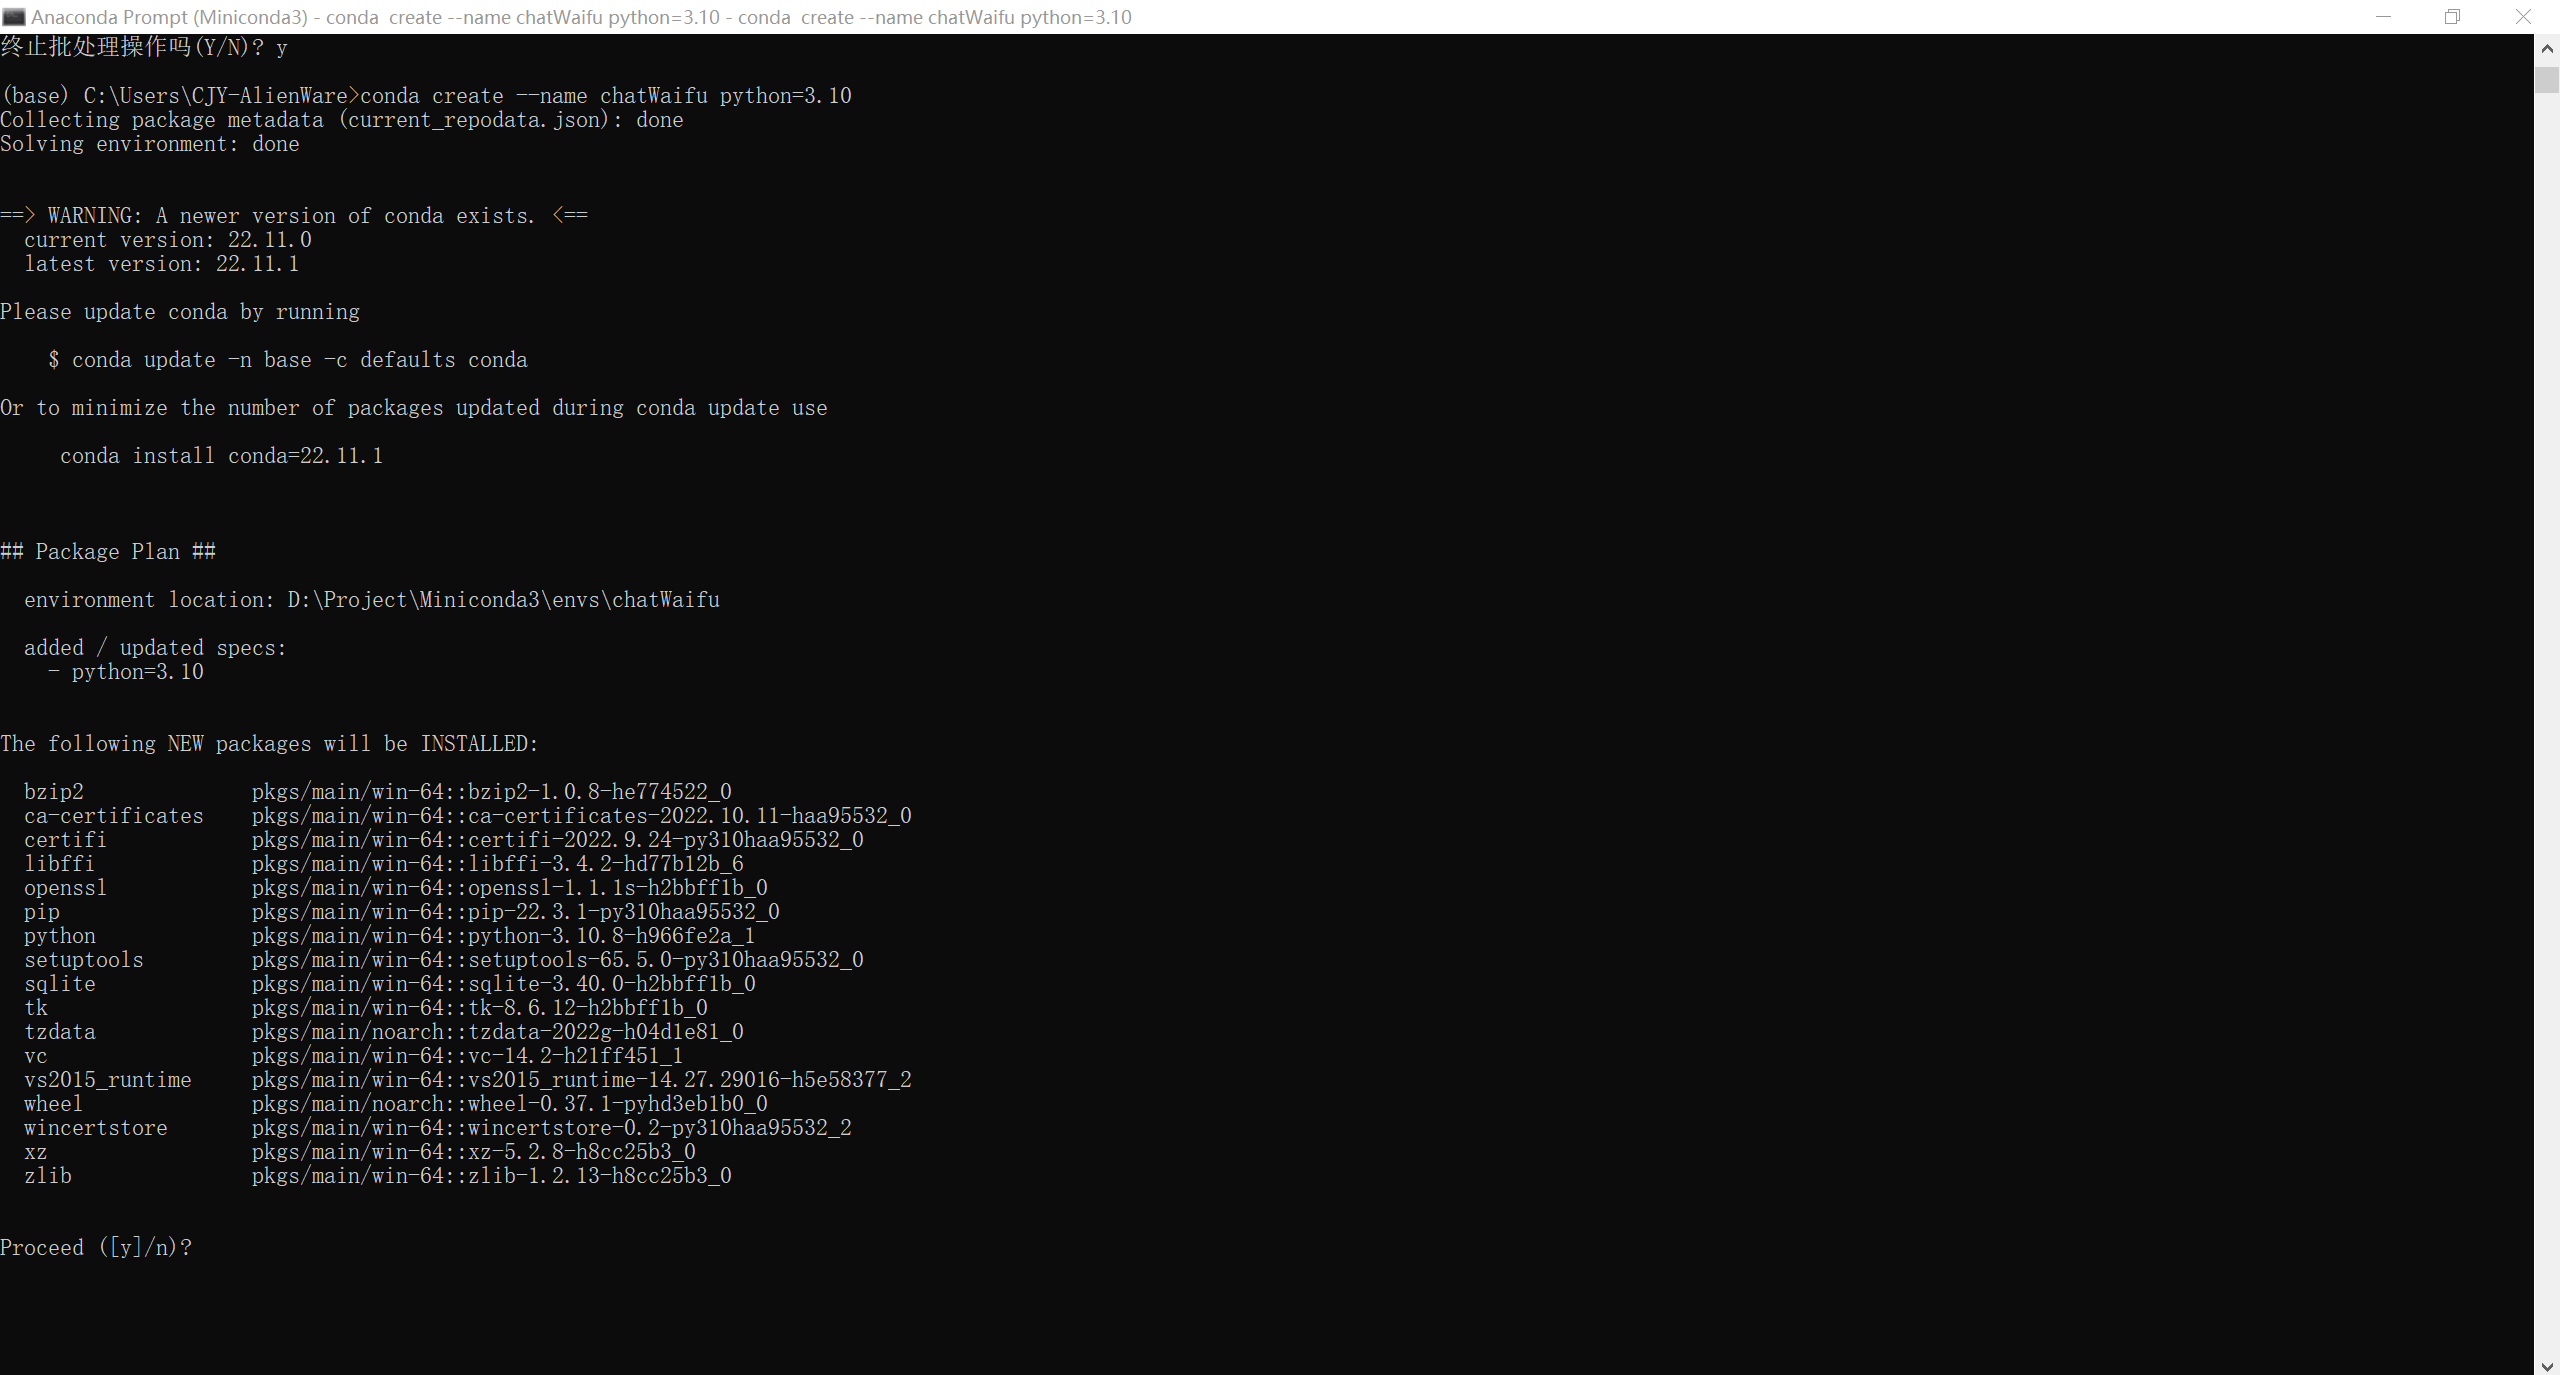 Anaconda Prompt (Miniconda3) - conda  create --name chatWaifu python=3.10 - conda  create --name chatWaifu python=3.10
终止批处理操作吗(Y/N)? y
(base) C:\Users\CJY-AlienWare>conda create --name chatWaifu python=3.10
Collecting package metadata (current_repodata.json): done
Solving environment: done
==> WARNING: A newer version of conda exists. <==
  current version: 22.11.0
  latest version: 22.11.1
Please update conda by running
    $ conda update -n base -c defaults conda
Or to minimize the number of packages updated during conda update use
     conda install conda=22.11.1
## Package Plan ##
  environment location: D:\Project\Miniconda3\envs\chatWaifu
  added / updated specs:
    - python=3.10
The following NEW packages will be INSTALLED:
  bzip2              pkgs/main/win-64::bzip2-1.0.8-he774522_0
  ca-certificates    pkgs/main/win-64::ca-certificates-2022.10.11-haa95532_0
  certifi            pkgs/main/win-64::certifi-2022.9.24-py310haa95532_0
  libffi             pkgs/main/win-64::libffi-3.4.2-hd77b12b_6
  openssl            pkgs/main/win-64::openssl-1.1.1s-h2bbff1b_0
  pip                pkgs/main/win-64::pip-22.3.1-py310haa95532_0
  python             pkgs/main/win-64::python-3.10.8-h966fe2a_1
  setuptools         pkgs/main/win-64::setuptools-65.5.0-py310haa95532_0
  sqlite             pkgs/main/win-64::sqlite-3.40.0-h2bbff1b_0
  tk                 pkgs/main/win-64::tk-8.6.12-h2bbff1b_0
  tzdata             pkgs/main/noarch::tzdata-2022g-h04d1e81_0
  vc                 pkgs/main/win-64::vc-14.2-h21ff451_1
  vs2015_runtime     pkgs/main/win-64::vs2015_runtime-14.27.29016-h5e58377_2
  wheel              pkgs/main/noarch::wheel-0.37.1-pyhd3eb1b0_0
  wincertstore       pkgs/main/win-64::wincertstore-0.2-py310haa95532_2
  xz                 pkgs/main/win-64::xz-5.2.8-h8cc25b3_0
  zlib               pkgs/main/win-64::zlib-1.2.13-h8cc25b3_0
Proceed ([y]/n)?